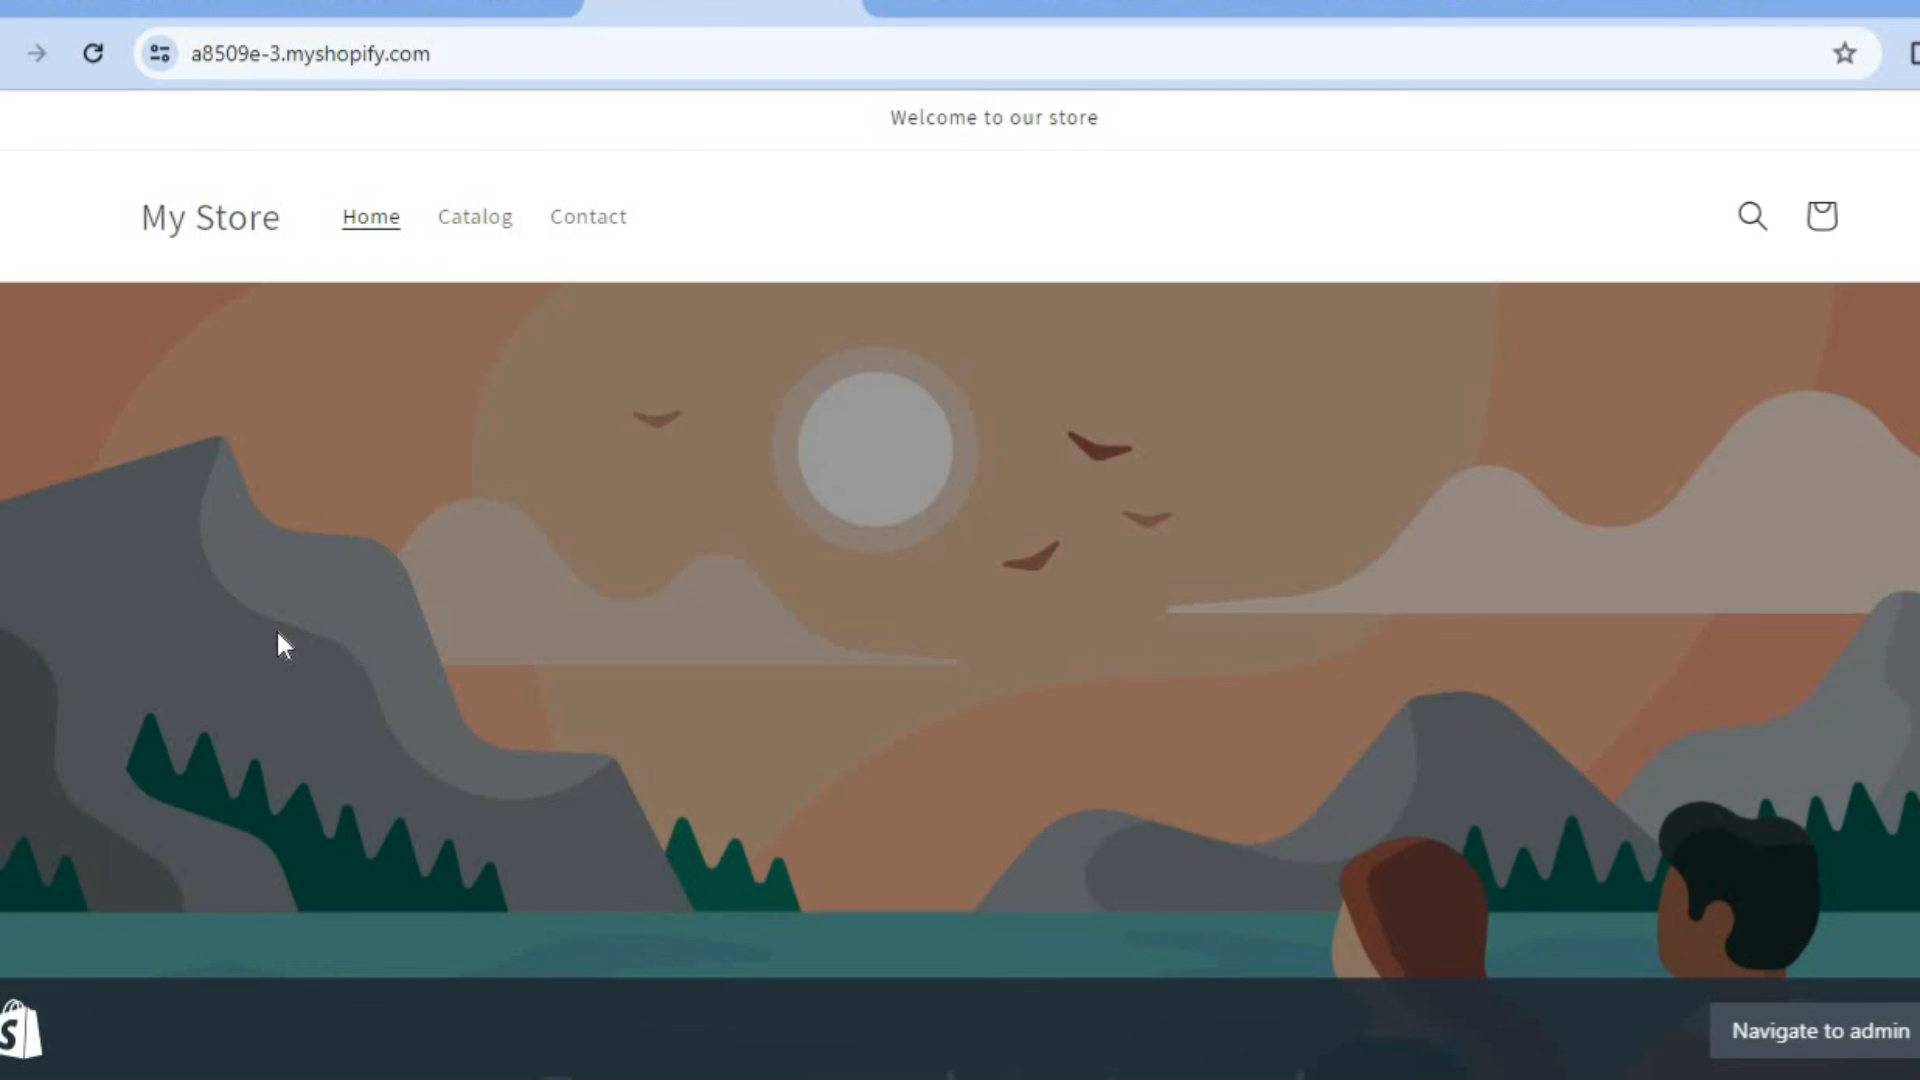 a8509e-3.myshopify.com
Welcome to our store
My Store
Home
Catalog
Contact
S
Navigate to admin